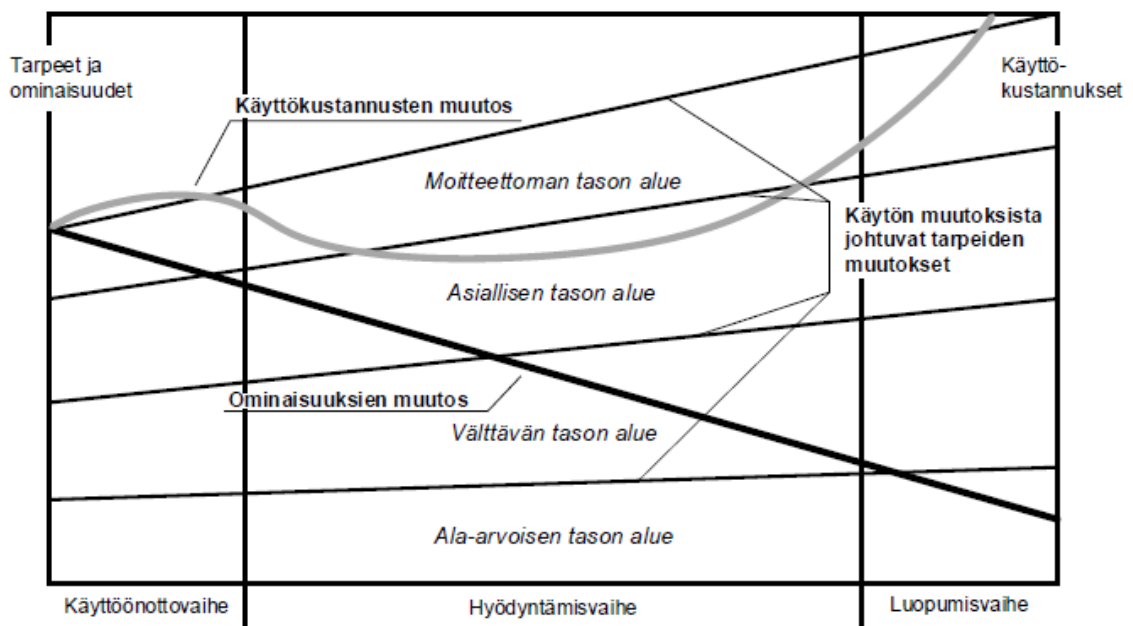 Tarpeet ja
ominaisuudet
Käyttökustannusten muutos
Käyttö-
kustannukset
Moitteettoman tason alue
Käytön muutoksista
johtuvat tarpeiden
muutokset
Asiallisen tason alue
Ominaisuuksien muutos
Välttävän tason alue
Ala-arvoisen tason alue
Käyttöönottovaihe
Hyödyntämisvaihe
Luopumisvaihe